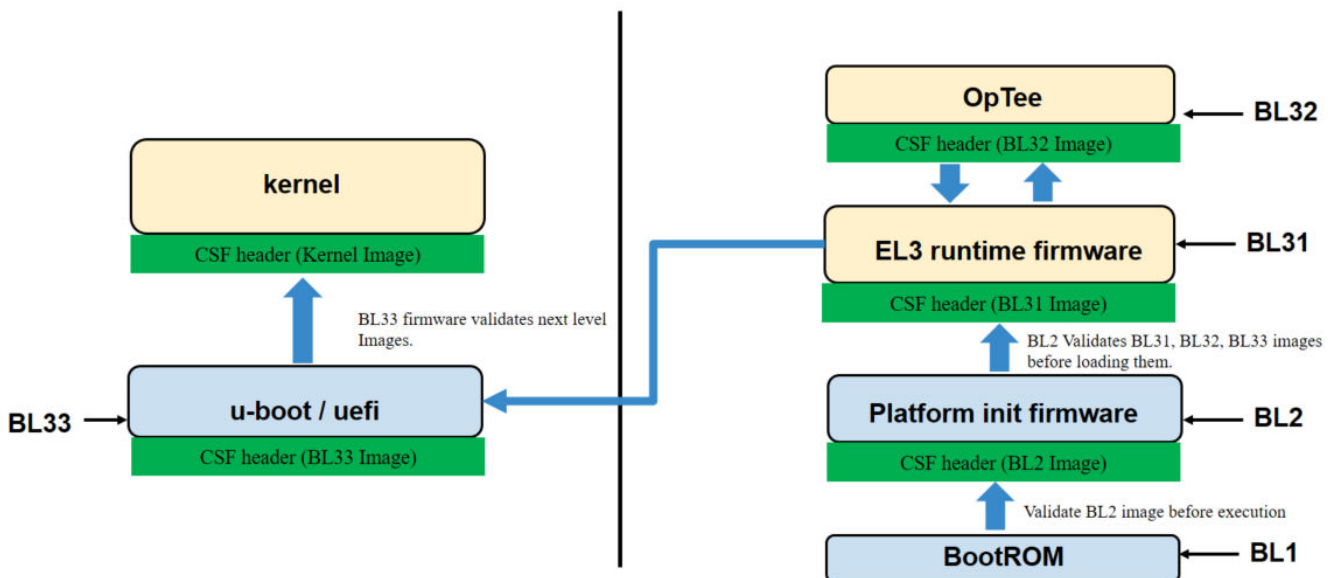 kernel
CSF header (Kernel Image)
BL33 firmware validates next level
Images.
u-boot / uefi
BL33
CSF header (BL33 Image)
OpTee
BL32
CSF header (BL32 Image)
EL3 runtime firmware
BL31
CSF header (BL31 Image)
BL2 Validates BL31, BL32, BL33 images
before loading them.
Platform init firmware
BL2
CSF header (BL2 Image)
Validate BL2 image before execution
BootROM
BL1